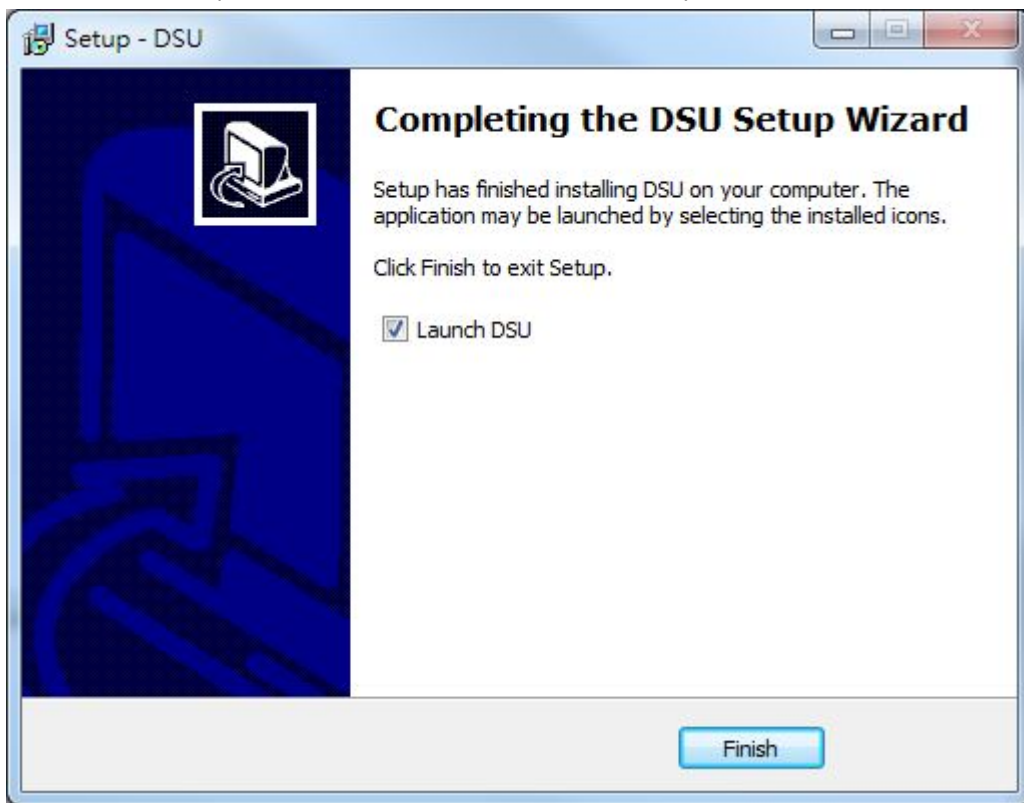 Setup - DSU
Completing the DSU Setup Wizard
Setup has finished installing DSU on your computer. The
application may be launched by selecting the installed icons.
Click Finish to exit Setup.
Launch DSU
Finish